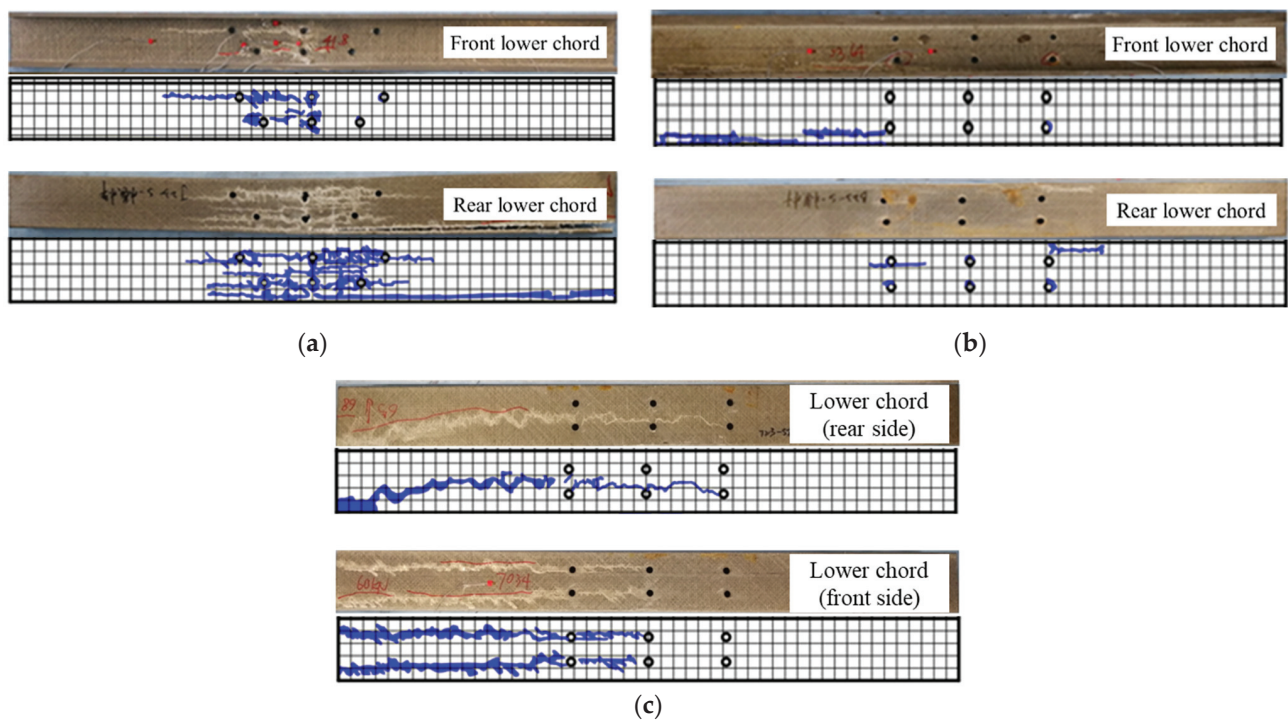 Front lower chord
Front lower chord
Rear lower chord
Rear lower chord
(a)
(b)
Lower chord
(rear side)
Lower chord
(front side)
(c)